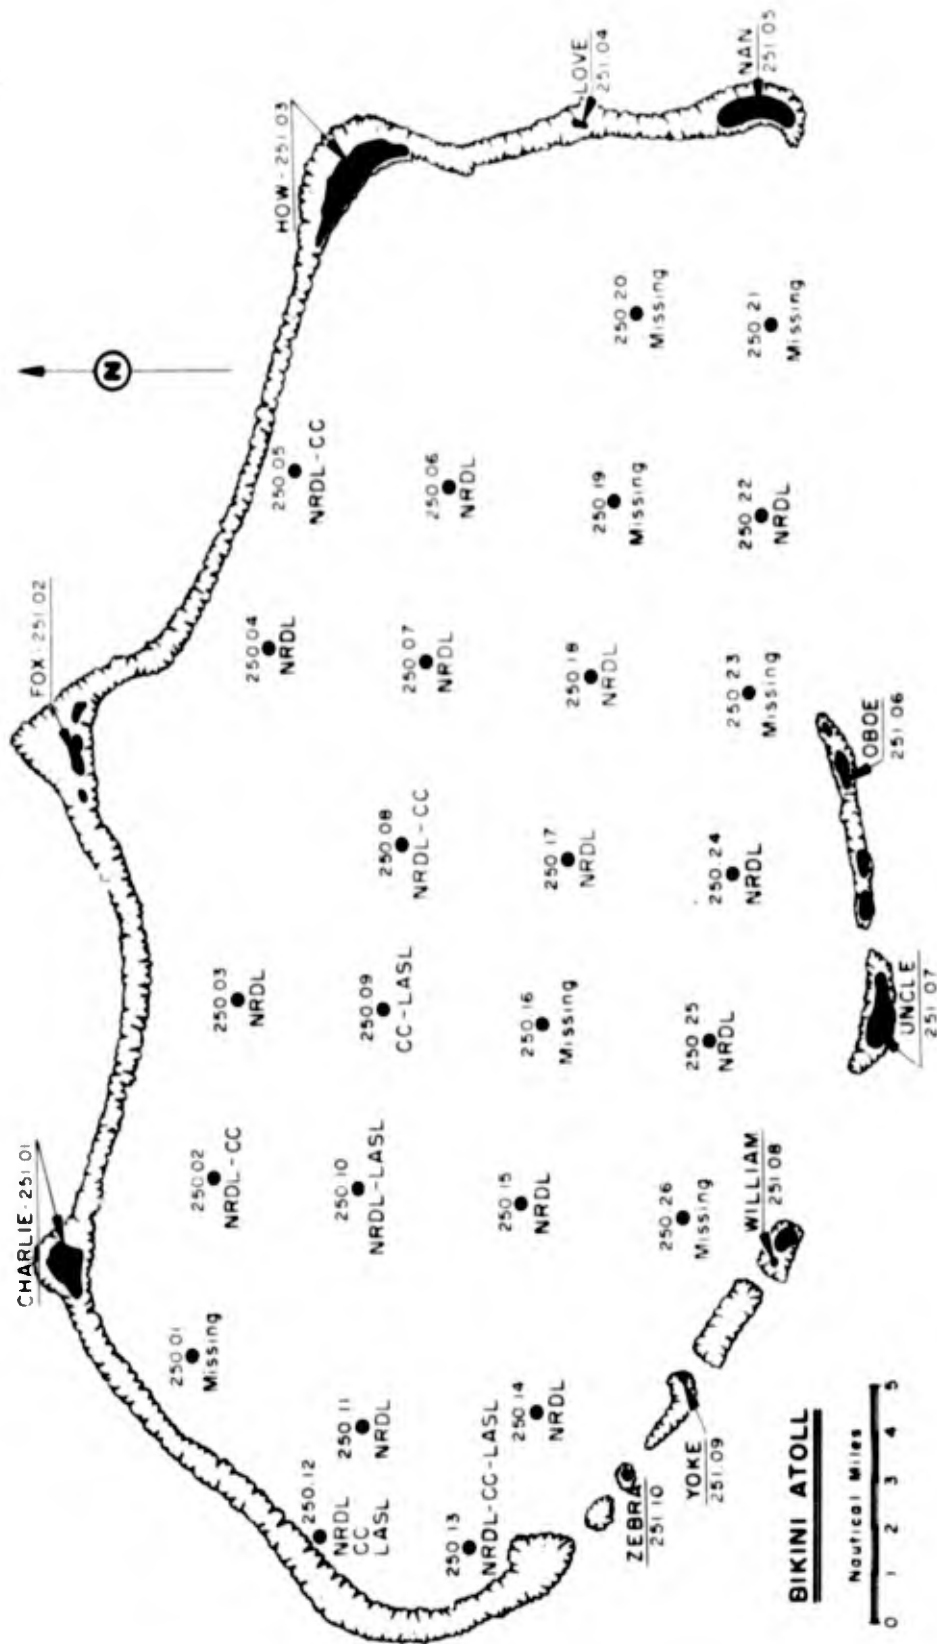 CHARLIE-251.01
FOX-251.02
HOW-251.03
LOVE
251.04
NAN
251.05
N
250.01
Missing
250.02
NRDL-CC
250.03
NRDL
250.04
NRDL
250.05
NRDL-CC
250.06
NRDL
250.07
NRDL
250.08
NRDL-CC
250.09
CC-LASL
250.10
NRDL-LASL
250.11
NRDL
250.12
NRDL
CC
LASL
250.13
NRDL-CC-LASL
250.14
NRDL
250.15
NRDL
250.16
Missing
250.17
NRDL
250.18
NRDL
250.19
Missing
250.20
Missing
250.21
Missing
250.22
NRDL
250.23
Missing
250.24
NRDL
250.25
NRDL
250.26
Missing
OBOE
251.06
UNCLE
251.07
WILLIAM
251.08
YOKE
251.09
ZEBRA
251.10
BIKINI ATOLL
Nautical Miles
0 1 2 3 4 5